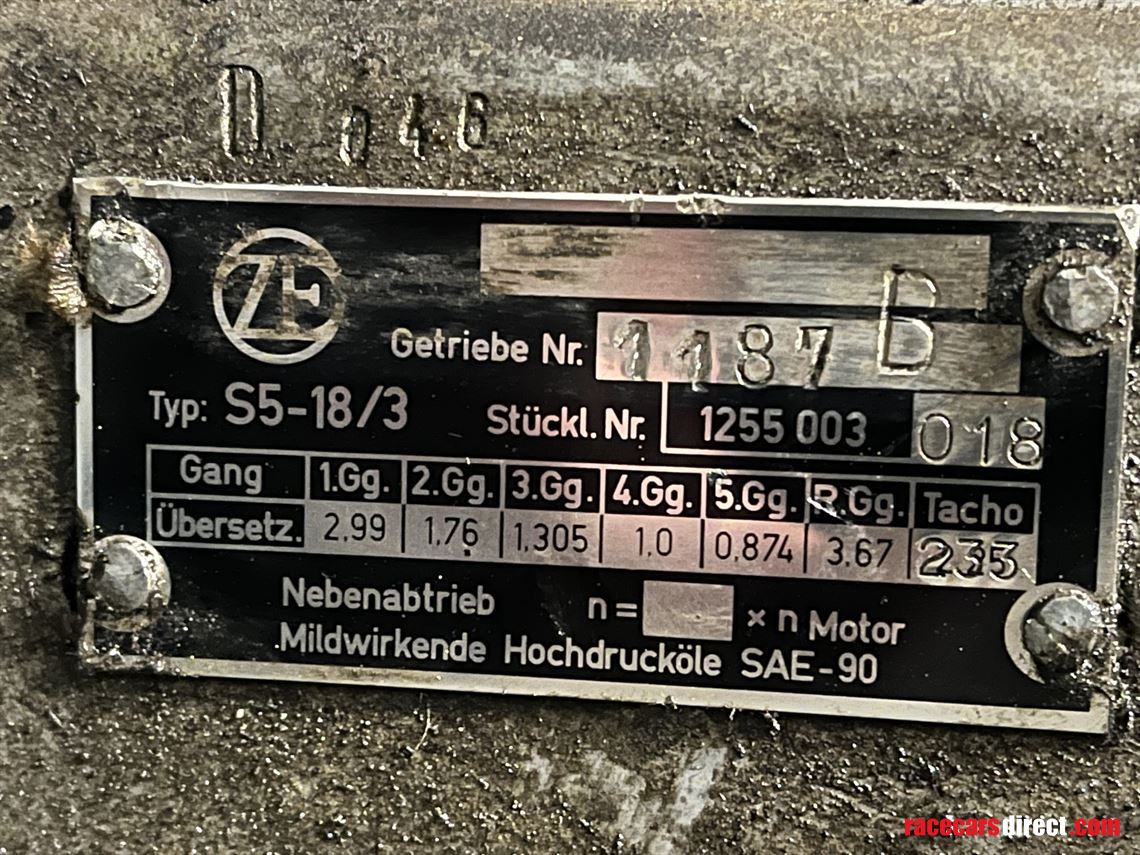 D 046
ZF
Getriebe Nr. 1187 D
Typ: S5-18/3 Stückl. Nr. 1255 003 018
Gang 1.Gg. 2.Gg. 3.Gg. 4.Gg. 5.Gg. R.Gg. Tacho
Übersetz. 2,99 1,76 1,305 1,0 0,874 3,67
Nebenabtrieb n= × n Motor
Mildwirkende Hochdrucköle SAE-90
racecarsdirect.com